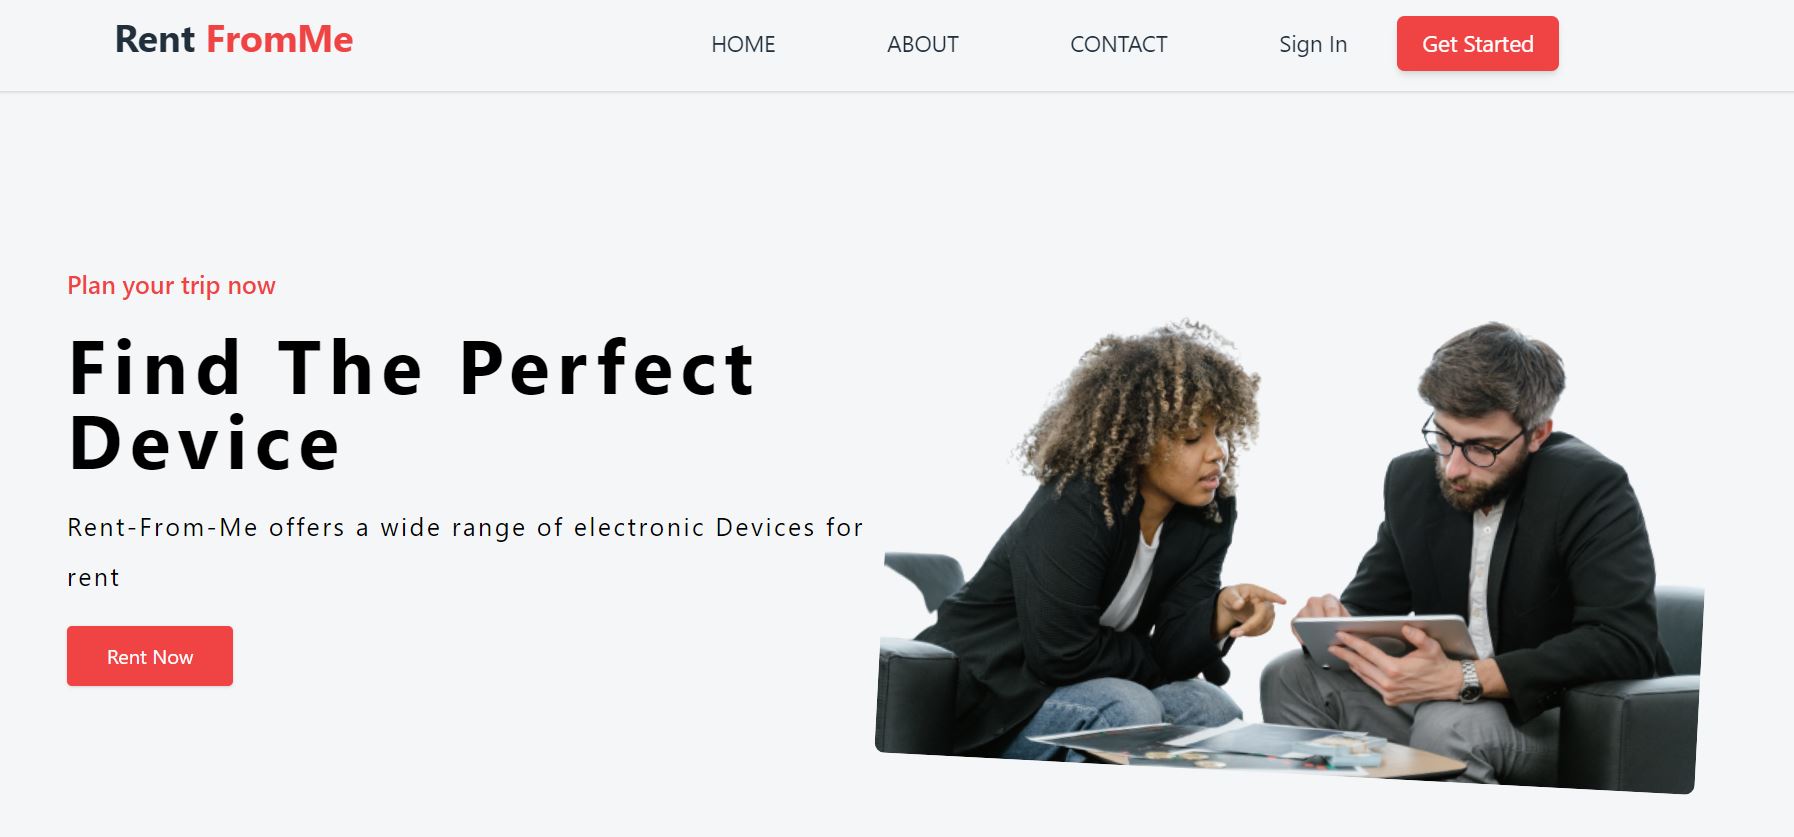 Rent FromMe
HOME ABOUT CONTACT Sign In Get Started
Plan your trip now
Find The Perfect
Device
Rent-From-Me offers a wide range of electronic Devices for
rent
Rent Now